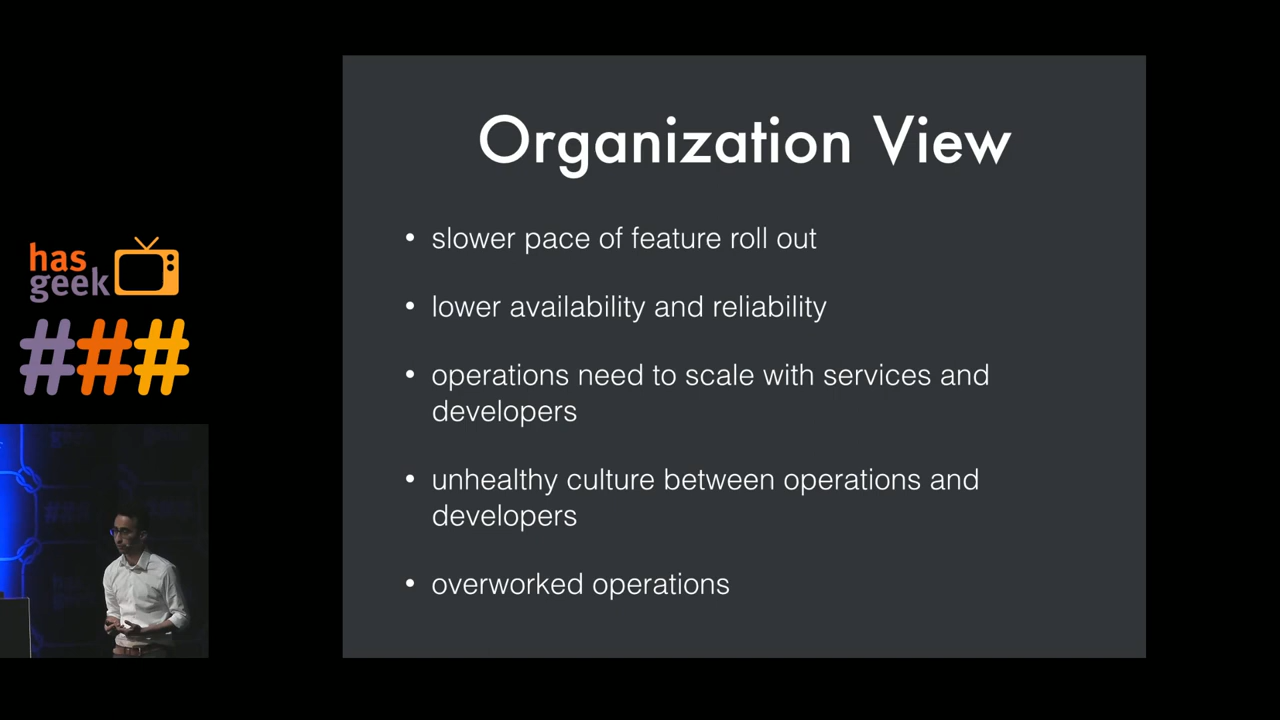 Organization View
• slower pace of feature roll out
• lower availability and reliability
• operations need to scale with services and
developers
• unhealthy culture between operations and
developers
• overworked operations
has
geek
###